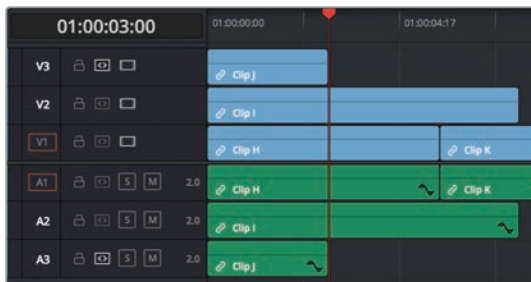 01:00:03:00 01:00:00:00 01:00:04:17
V3 Clip J
V2 Clip I
V1 Clip H Clip K
A1 S M 2.0 Clip H Clip K
A2 S M 2.0 Clip I
A3 S M 2.0 Clip J